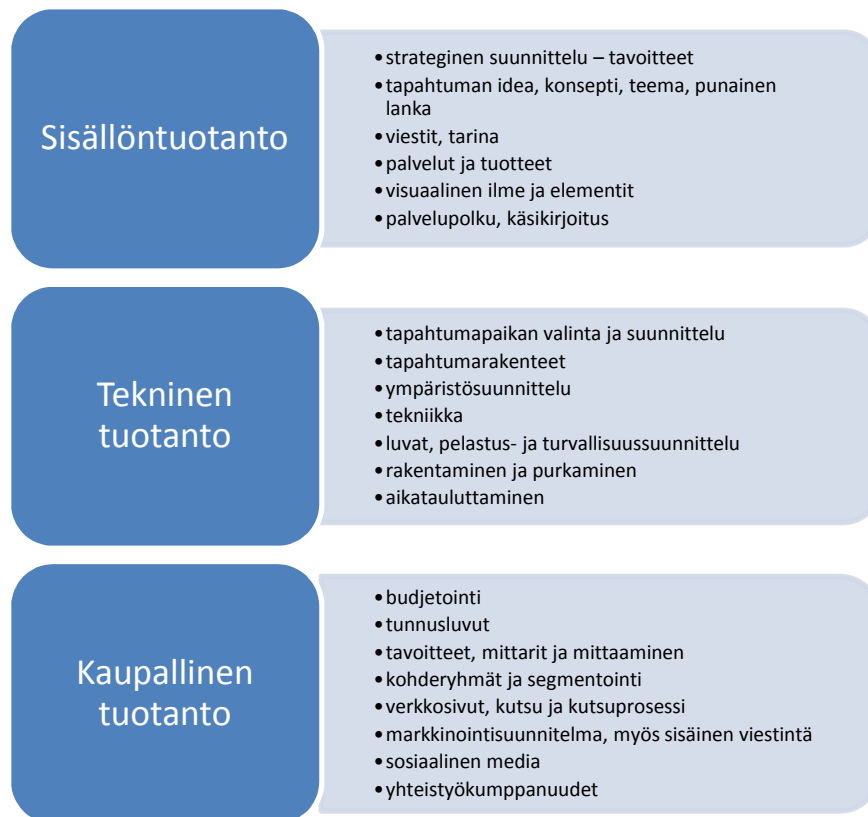 Sisällöntuotanto
•strateginen suunnittelu – tavoitteet
•tapahtuman idea, konsepti, teema, punainen
lanka
•viestit, tarina
•palvelut ja tuotteet
•visuaalinen ilme ja elementit
•palvelupolku, käsikirjoitus
Tekninen
tuotanto
•tapahtumapaikan valinta ja suunnittelu
•tapahtumarakenteet
•ympäristösuunnittelu
•tekniikka
•luvat, pelastus- ja turvallisuussuunnittelu
•rakentaminen ja purkaminen
•aikatauluttaminen
Kaupallinen
tuotanto
•budjetointi
•tunnusluvut
•tavoitteet, mittarit ja mittaaminen
•kohderyhmät ja segmentointi
•verkkosivut, kutsu ja kutsuprosessi
•markkinointisuunnitelma, myös sisäinen viestintä
•sosiaalinen media
•yhteistyökumppanuudet